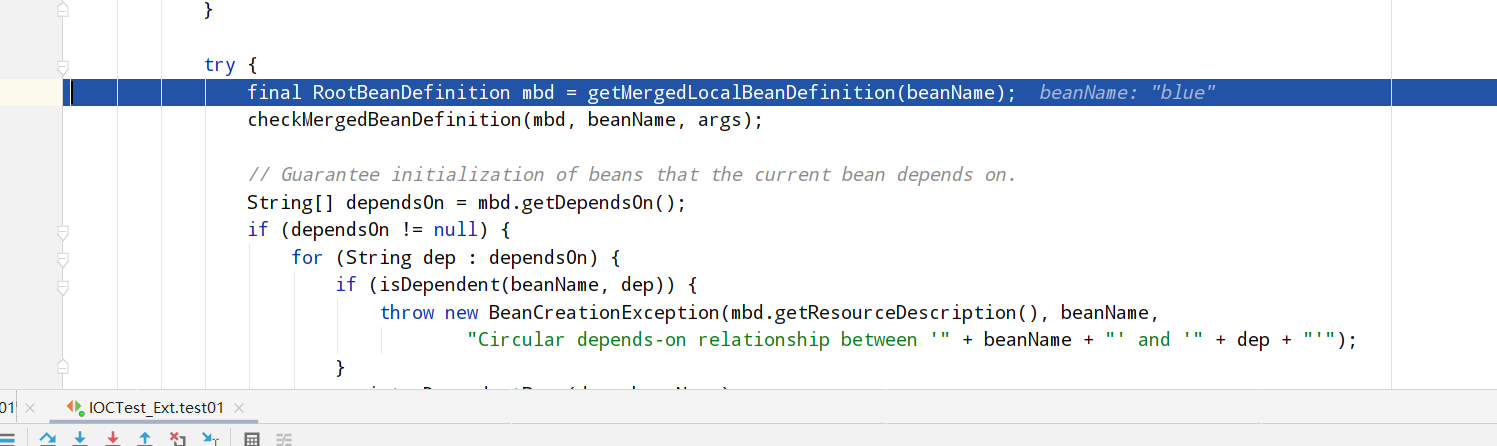 }
try {
final RootBeanDefinition mbd = getMergedLocalBeanDefinition(beanName); beanName: "blue"
checkMergedBeanDefinition(mbd, beanName, args);
// Guarantee initialization of beans that the current bean depends on.
String[] dependsOn = mbd.getDependsOn();
if (dependsOn != null) {
for (String dep : dependsOn) {
if (isDependent(beanName, dep)) {
throw new BeanCreationException(mbd.getResourceDescription(), beanName,
"Circular depends-on relationship between '" + beanName + "' and '" + dep + "'");
}
01 IOCTest_Ext.test01